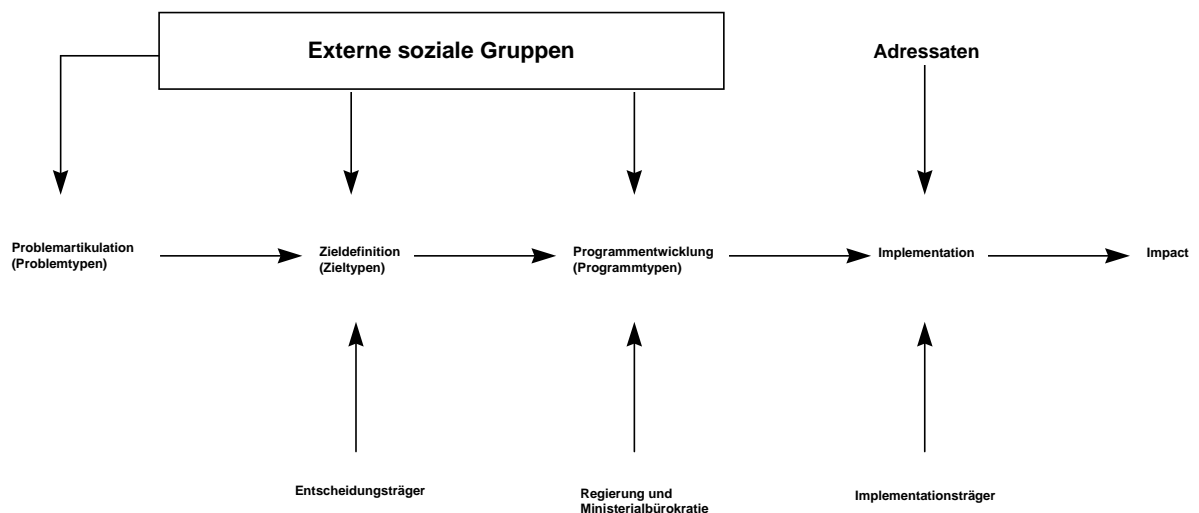 Externe soziale Gruppen
Adressaten
Problemartikulation
(Problemtypen)
Zieldefinition
(Zieltypen)
Programmentwicklung
(Programmtypen)
Implementation
Impact
Entscheidungsträger
Regierung und
Ministerialbürokratie
Implementationsträger